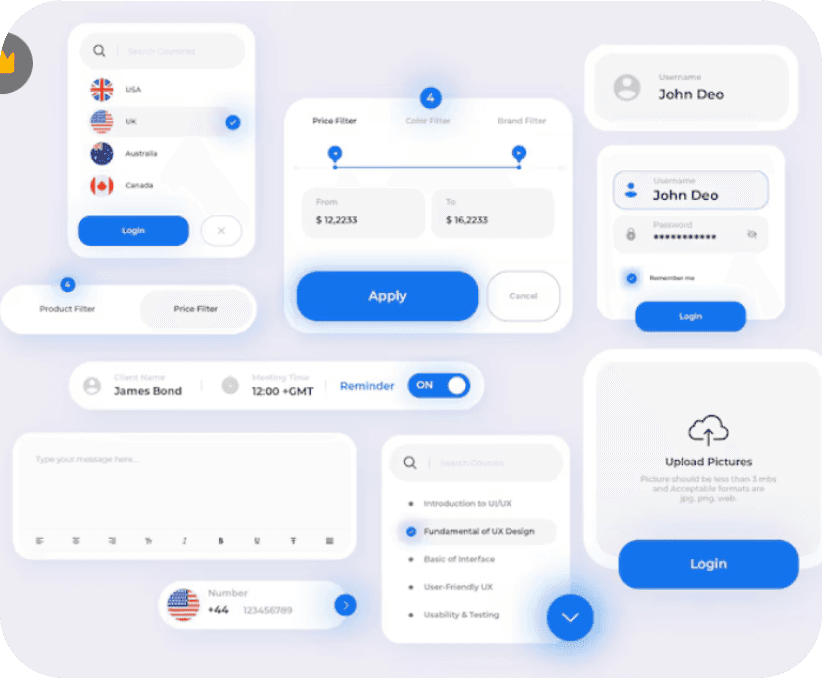 Search Countries
USA
UK
Australia
Canada
Login
4
Price Filter
Color Filter
Brand Filter
From
$ 12,2233
To
$ 16,2233
Apply
Cancel
Username
John Deo
Username
John Deo
Password
***********
Remember me
Login
4
Product Filter
Price Filter
Client Name
James Bond
Meeting Time
12:00 +GMT
Reminder
ON
Type your message here...
Number
+44 123456789
Search Courses
Introduction to UI/UX
Fundamental of UX Design
Basic of Interface
User-Friendly UX
Usability & Testing
Upload Pictures
Picture should be less than 3 mbs
and Acceptable formats are
jpg, png, web.
Login